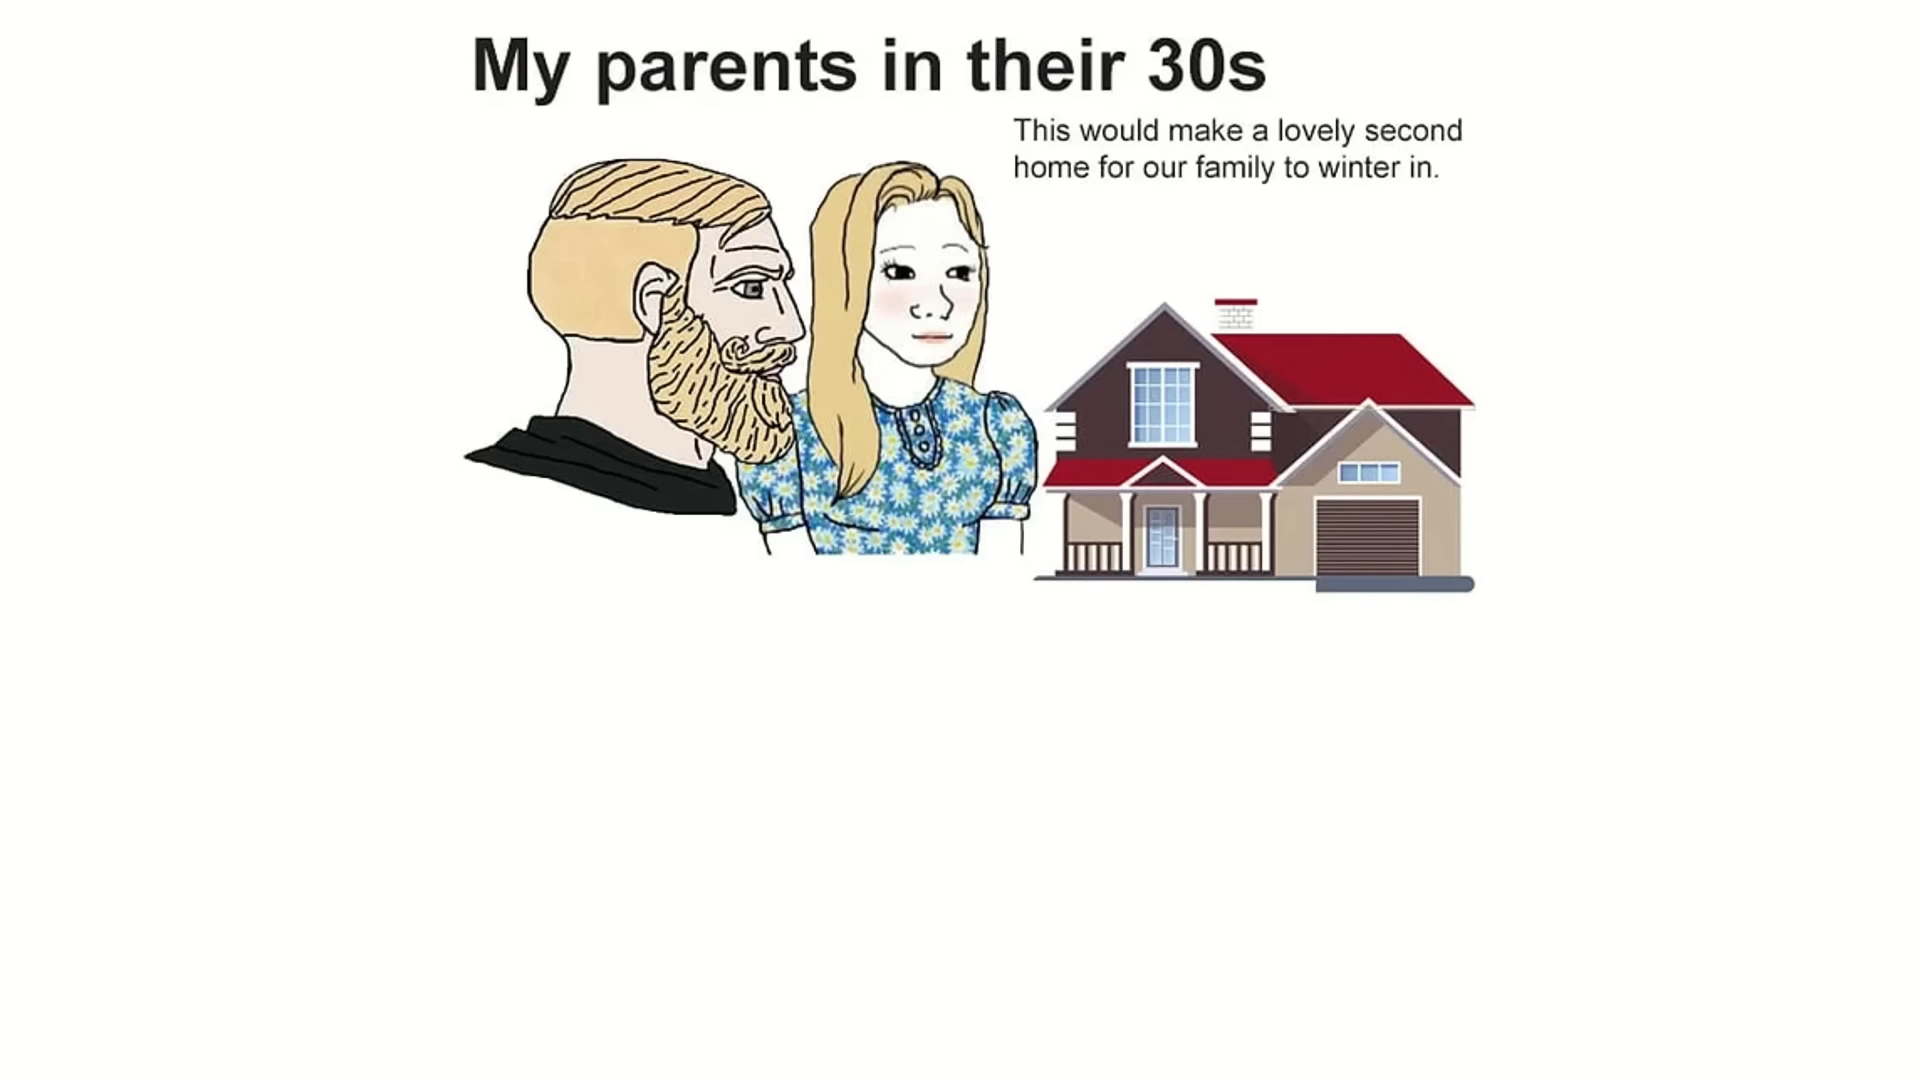 My parents in their 30s
This would make a lovely second
home for our family to winter in.